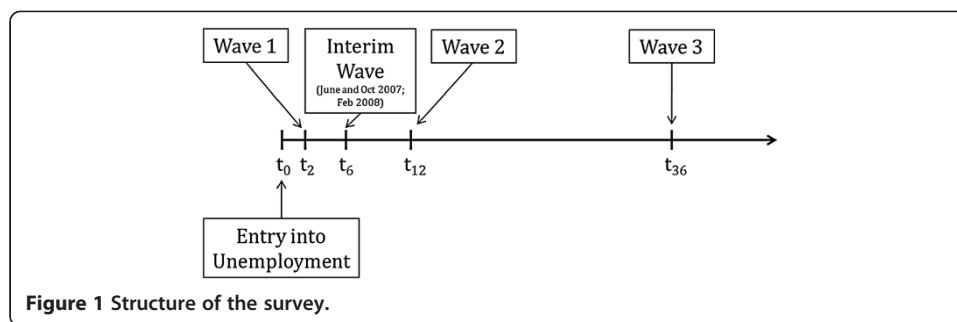 Wave 1
Interim
Wave
(June and Oct 2007;
Feb 2008)
Wave 2
Wave 3
t0 t2 t6 t12 t36
Entry into
Unemployment
Figure 1 Structure of the survey.